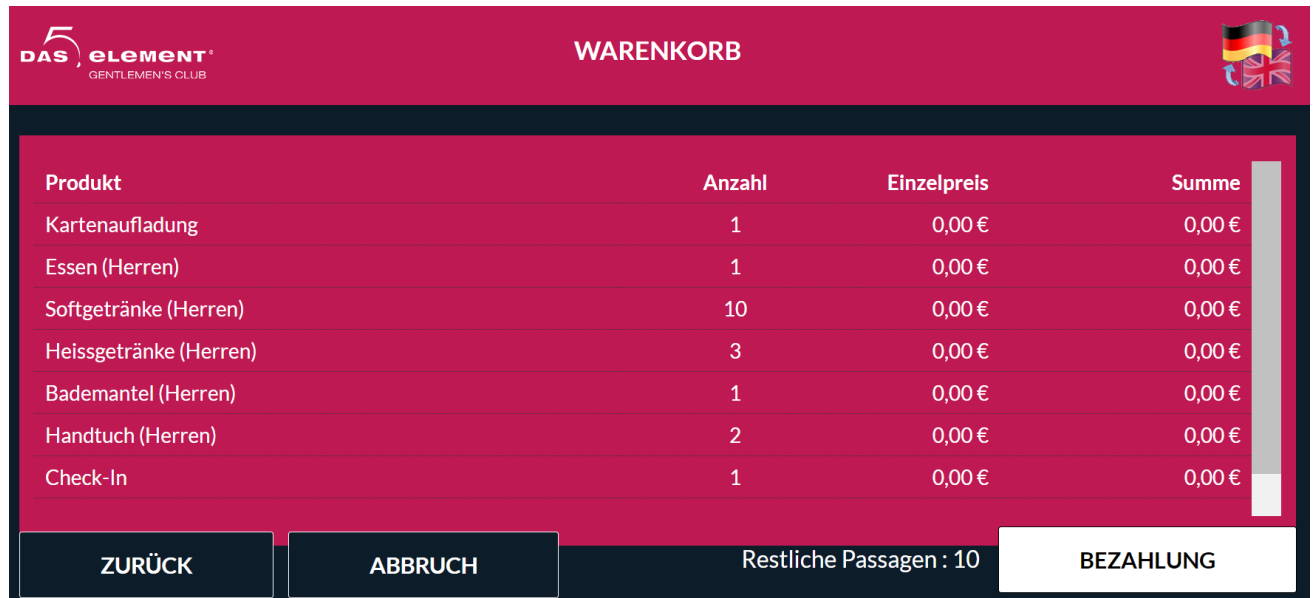 DAS 5 ELEMENT®
GENTLEMEN'S CLUB
WARENKORB
Produkt Anzahl Einzelpreis Summe
Kartenaufladung 1 0,00 € 0,00 €
Essen (Herren) 1 0,00 € 0,00 €
Softgetränke (Herren) 10 0,00 € 0,00 €
Heissgetränke (Herren) 3 0,00 € 0,00 €
Bademantel (Herren) 1 0,00 € 0,00 €
Handtuch (Herren) 2 0,00 € 0,00 €
Check-In 1 0,00 € 0,00 €
ZURÜCK ABBRUCH Restliche Passagen : 10 BEZAHLUNG